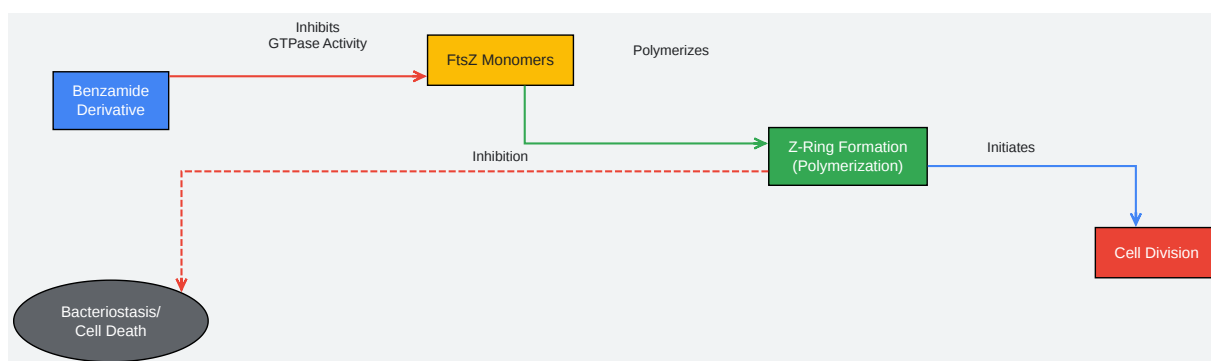 Inhibits
GTPase Activity
FtsZ Monomers
Polymerizes
Benzamide
Derivative
Z-Ring Formation
(Polymerization)
Initiates
Inhibition
Cell Division
Bacteriostasis/
Cell Death